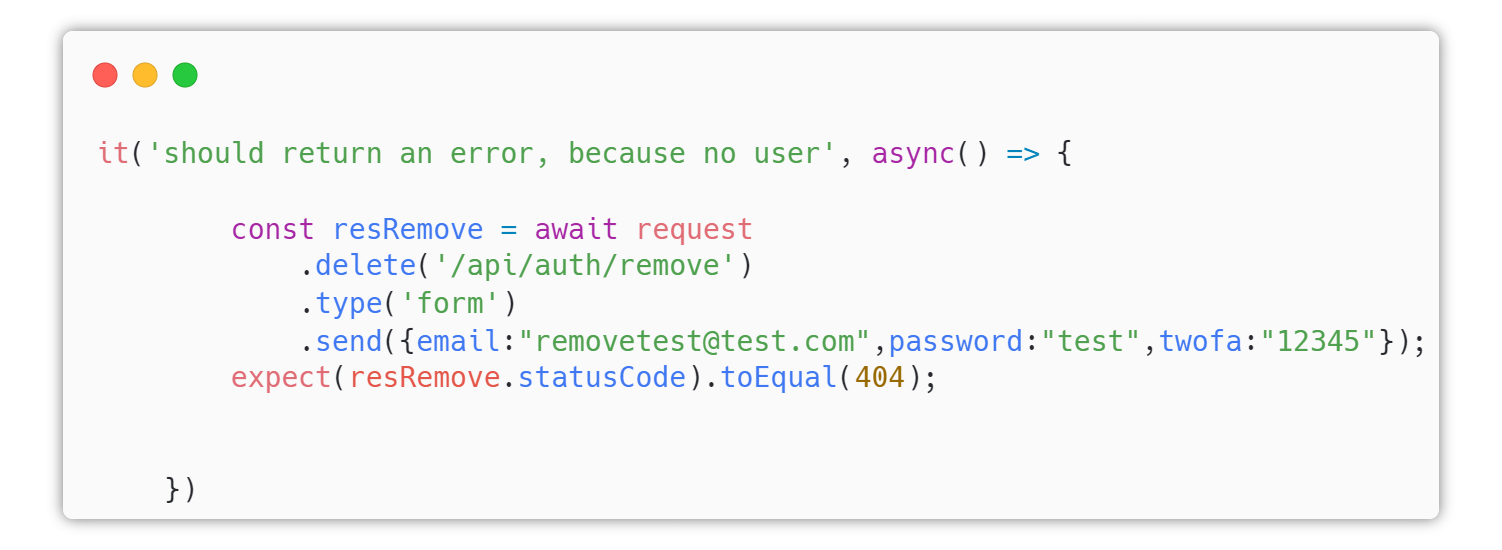 it('should return an error, because no user', async() => {
const resRemove = await request
.delete('/api/auth/remove')
.type('form')
.send({email:"removetest@test.com",password:"test",twofa:"12345"});
expect(resRemove.statusCode).toEqual(404);
})